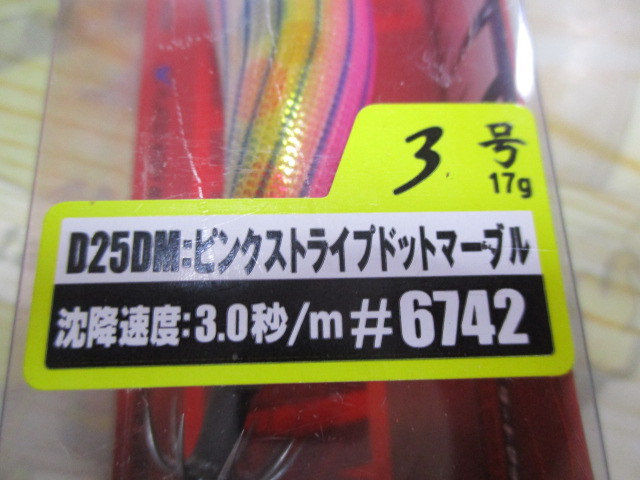 3号
17g
D25DM:ピンクストライプドットマーブル
沈降速度:3.0秒/m #6742